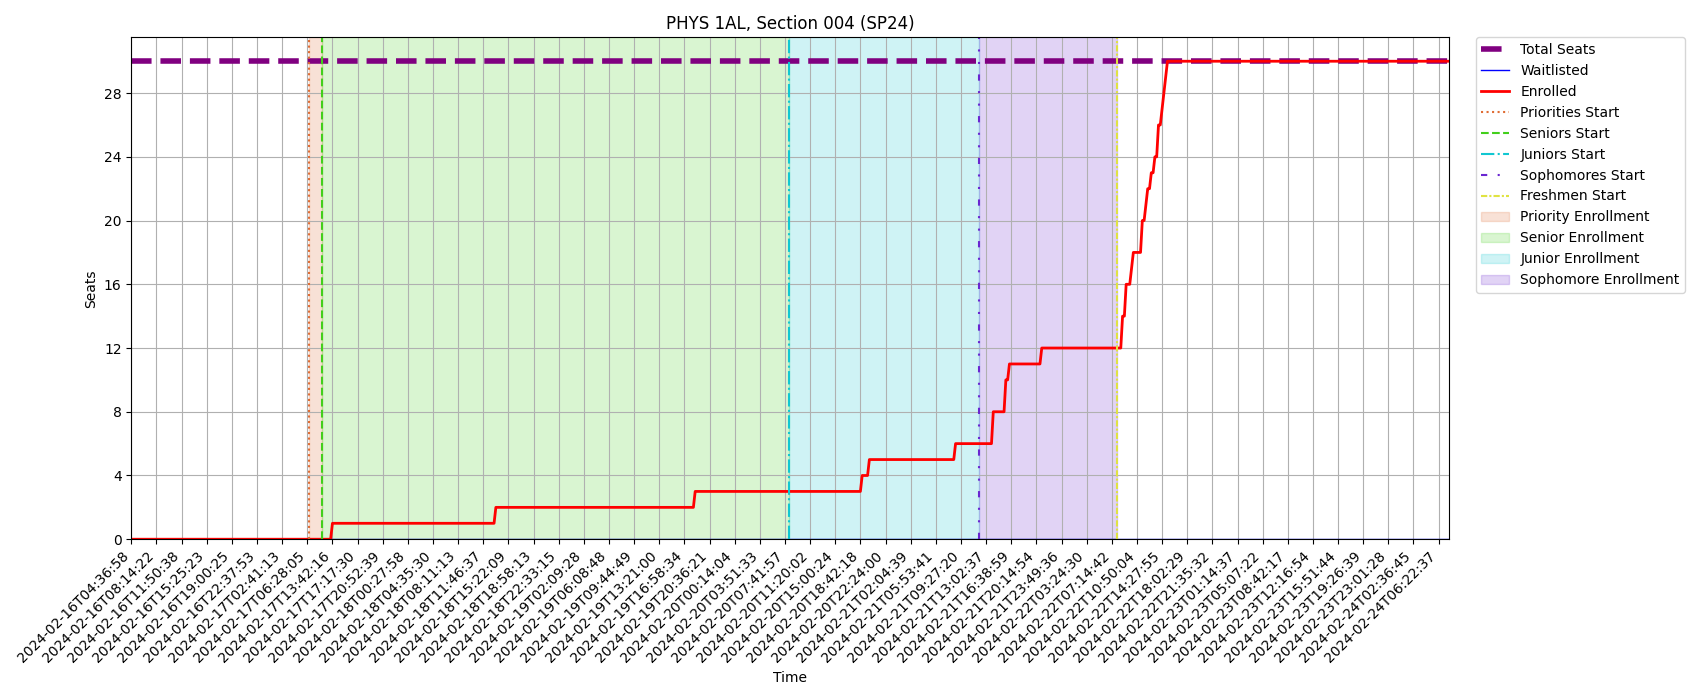 PHYS 1AL, Section 004 (SP24)
Seats
28
24
20
16
12
8
4
0
2024-02-16T04:36:58
2024-02-16T08:14:22
2024-02-16T11:50:38
2024-02-16T15:25:23
2024-02-16T19:00:25
2024-02-16T22:37:53
2024-02-17T02:41:13
2024-02-17T06:28:05
2024-02-17T13:42:16
2024-02-17T17:17:30
2024-02-17T20:52:39
2024-02-18T00:27:58
2024-02-18T04:35:30
2024-02-18T08:11:13
2024-02-18T11:46:37
2024-02-18T15:22:09
2024-02-18T18:58:13
2024-02-18T22:33:15
2024-02-19T02:09:28
2024-02-19T06:08:48
2024-02-19T09:44:49
2024-02-19T13:21:00
2024-02-19T16:58:34
2024-02-19T20:36:21
2024-02-20T00:14:04
2024-02-20T03:51:33
2024-02-20T07:41:57
2024-02-20T11:20:02
2024-02-20T15:00:24
2024-02-20T18:42:18
2024-02-20T22:24:00
2024-02-21T02:04:39
2024-02-21T05:53:41
2024-02-21T09:27:20
2024-02-21T13:02:37
2024-02-21T16:38:59
2024-02-21T20:14:54
2024-02-21T23:49:36
2024-02-22T03:24:30
2024-02-22T07:14:42
2024-02-22T10:50:04
2024-02-22T14:27:55
2024-02-22T18:02:29
2024-02-22T21:35:32
2024-02-23T01:14:37
2024-02-23T05:07:22
2024-02-23T08:42:17
2024-02-23T12:16:54
2024-02-23T15:51:44
2024-02-23T19:26:39
2024-02-23T23:01:28
2024-02-24T02:36:45
2024-02-24T06:22:37
Time
Total Seats
Waitlisted
Enrolled
Priorities Start
Seniors Start
Juniors Start
Sophomores Start
Freshmen Start
Priority Enrollment
Senior Enrollment
Junior Enrollment
Sophomore Enrollment